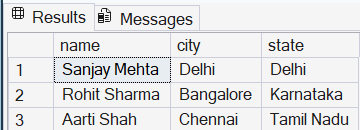 Results Messages
name city state
1 Sanjay Mehta Delhi Delhi
2 Rohit Sharma Bangalore Karnataka
3 Aarti Shah Chennai Tamil Nadu